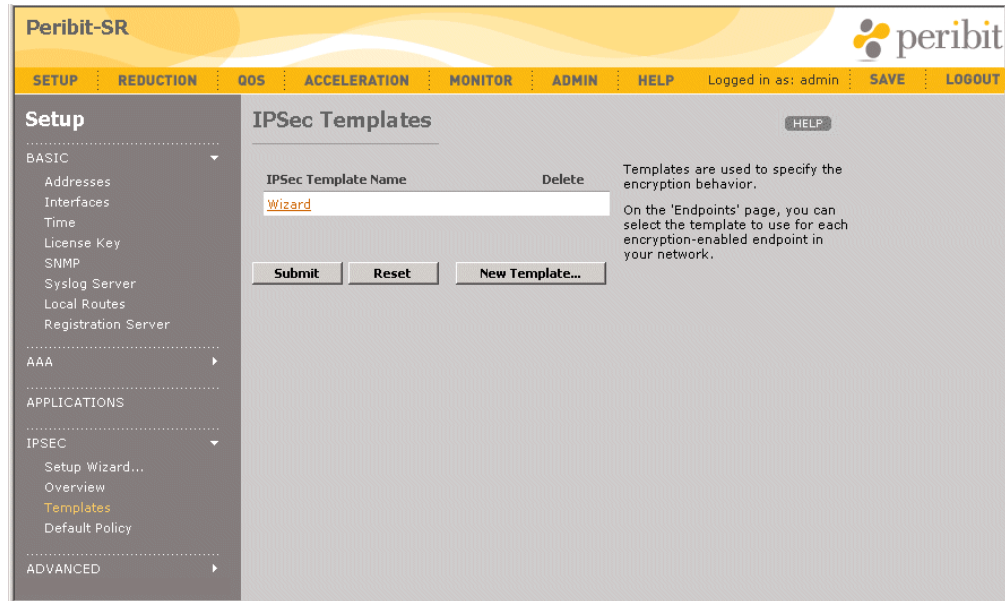 Peribit-SR
peribit
SETUP REDUCTION QOS ACCELERATION MONITOR ADMIN HELP Logged in as: admin SAVE LOGOUT
Setup
BASIC
Addresses
Interfaces
Time
License Key
SNMP
Syslog Server
Local Routes
Registration Server
AAA
APPLICATIONS
IPSEC
Setup Wizard...
Overview
Templates
Default Policy
ADVANCED
IPSec Templates
HELP
IPSec Template Name Delete
Wizard
Submit Reset New Template...
Templates are used to specify the
encryption behavior.
On the 'Endpoints' page, you can
select the template to use for each
encryption-enabled endpoint in
your network.